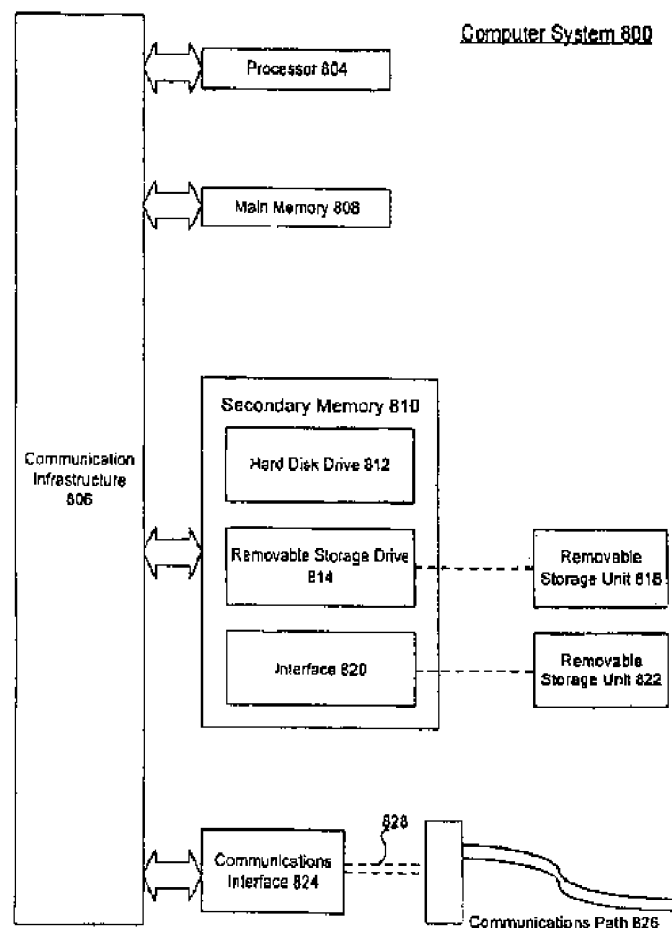 Computer System 800
Processor 804
Main Memory 808
Secondary Memory 810
Hard Disk Drive 812
Communication
Infrastructure
806
Removable Storage Drive
814
Removable
Storage Unit 818
Interface 820
Removable
Storage Unit 822
828
Communications
Interface 824
Communications Path 826